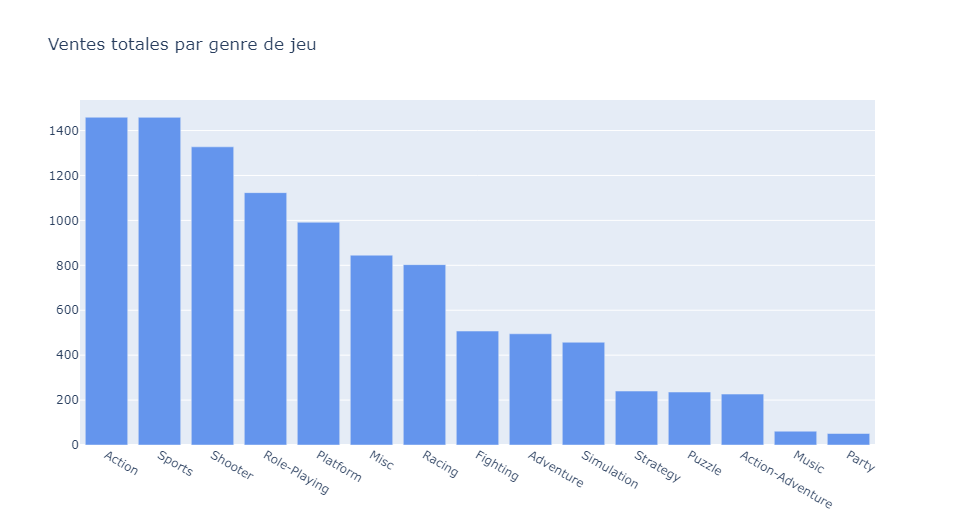 Ventes totales par genre de jeu
1400
1200
1000
800
600
400
200
0
Action
Sports
Shooter
Role-Playing
Platform
Misc
Racing
Fighting
Adventure
Simulation
Strategy
Puzzle
Action-Adventure
Music
Party